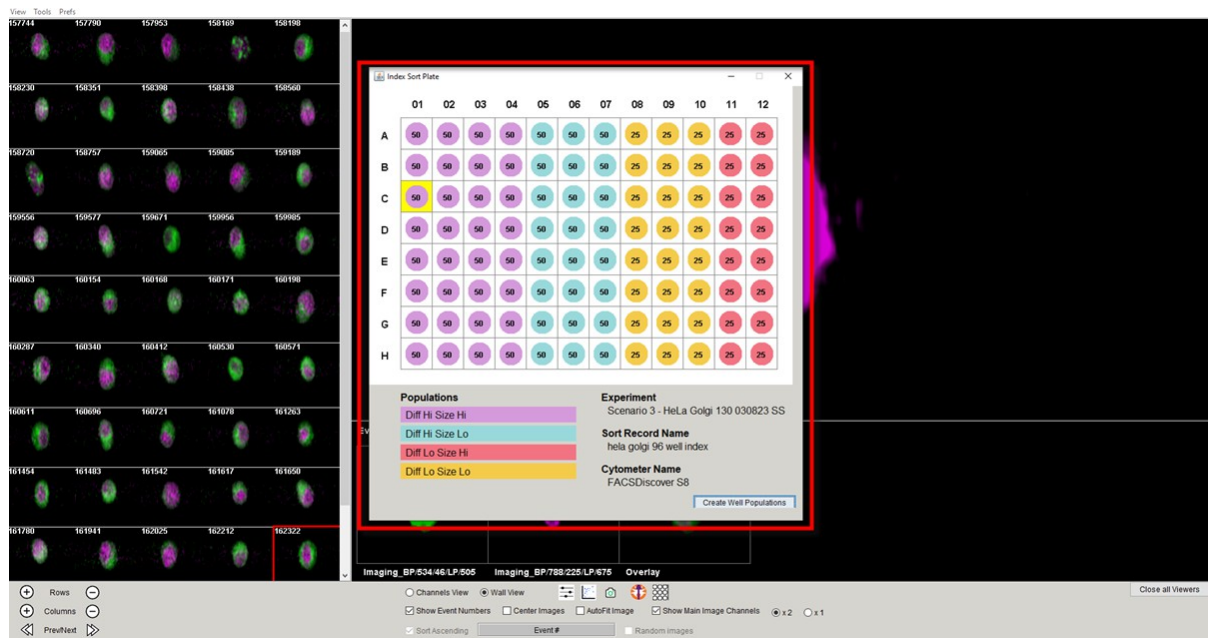 View Tools Prefs
157744 157790 157953 158169 158198
158230 158351 158398 158438 158560
158720 158757 159065 159085 159189
159556 159577 159671 159956 159985
160063 160154 160168 160171 160198
160287 160340 160412 160530 160571
160611 160696 160721 161078 161263
161454 161483 161542 161617 161650
161780 161941 162025 162212 162322
Index Sort Plate
01 02 03 04 05 06 07 08 09 10 11 12
A 50 50 50 50 50 50 50 25 25 25 25 25
B 50 50 50 50 50 50 50 25 25 25 25 25
C 50 50 50 50 50 50 50 25 25 25 25 25
D 50 50 50 50 50 50 50 25 25 25 25 25
E 50 50 50 50 50 50 50 25 25 25 25 25
F 50 50 50 50 50 50 50 25 25 25 25 25
G 50 50 50 50 50 50 50 25 25 25 25 25
H 50 50 50 50 50 50 50 25 25 25 25 25
Populations
Diff Hi Size Hi
Diff Hi Size Lo
Diff Lo Size Hi
Diff Lo Size Lo
Experiment
Scenario 3 - HeLa Golgi 130 030823 SS
Sort Record Name
hela golgi 96 well index
Cytometer Name
FACSDiscover S8
Create Well Populations
Imaging_BP/534/46/LP/505 Imaging_BP/788/225/LP/675 Overlay
Rows
Columns
Prev/Next
Channels View Wall View
Show Event Numbers Center Images AutoFit Image Show Main Image Channels x 2 x 1
Sort Ascending Event # Random images
Close all Viewers